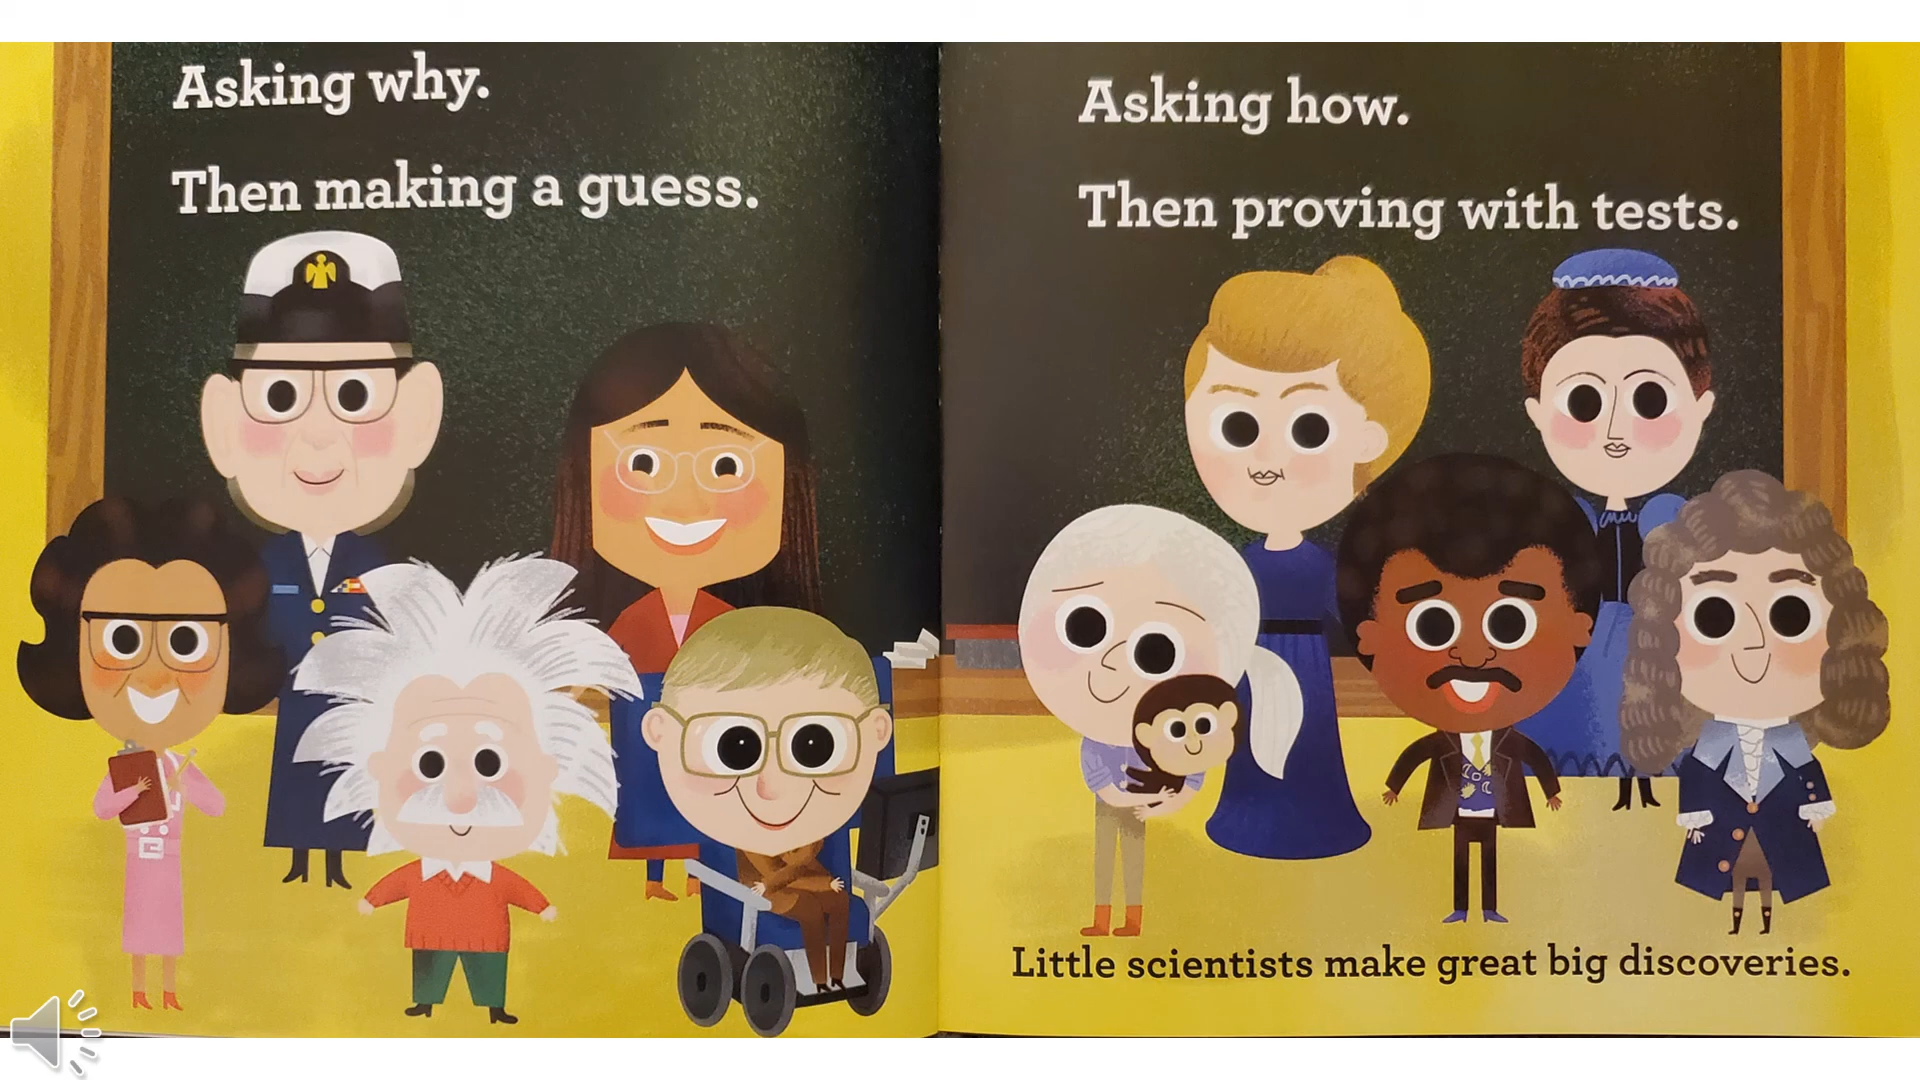 Asking why.
Then making a guess.
Asking how.
Then proving with tests.
Little scientists make great big discoveries.